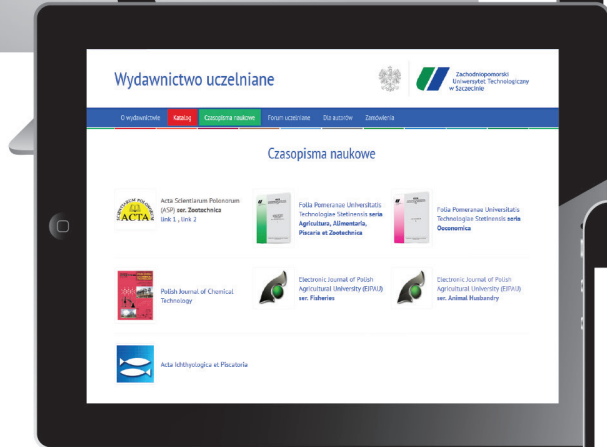 Wydawnictwo uczelniane
Zachodniopomorski
Uniwersytet Technologiczny
w Szczecinie
O wydawnictwie Katalog Czasopisma naukowe Forum uczelniane Dla autorów Zamówienia
Czasopisma naukowe
ACTA
Acta Scientiarum Polonorum
(ASP) ser. Zootechnica
link 1 , link 2
Folia Pomeranae Universitatis
Technologiae Stetinensis seria
Agricultura, Alimentaria,
Piscaria et Zootechnica
Folia Pomeranae Universitatis
Technologiae Stetinensis seria
Oeconomica
Polish Journal of Chemical
Technology
Electronic Journal of Polish
Agricultural University (EJPAU)
ser. Fisheries
Electronic Journal of Polish
Agricultural University (EJPAU)
ser. Animal Husbandry
Acta Ichthyologica et Piscatoria